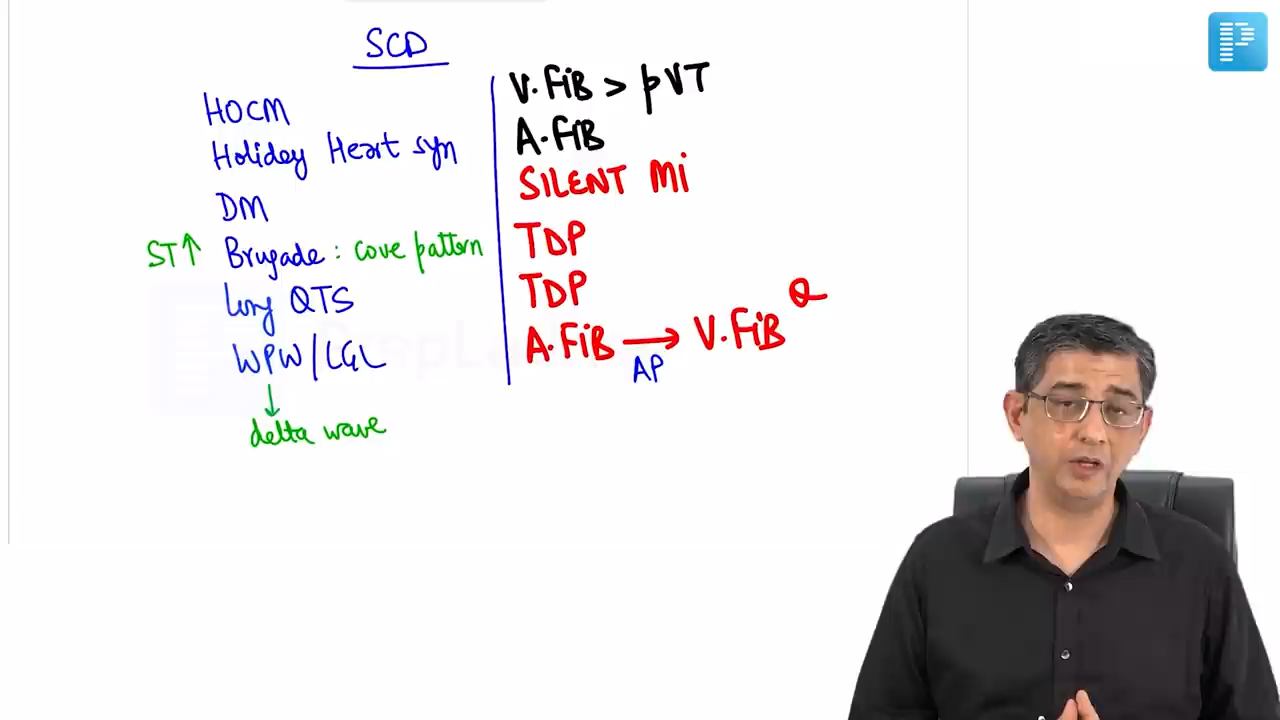 SCD
HOCM V.FiB > pVT
Holiday Heart syn A.FiB
DM SILENT Mi
ST↑ Brugade : cove pattern TDP
long QTS TDP
WPW/LGL A.FiB → V.FiB Q
AP
↓
delta wave